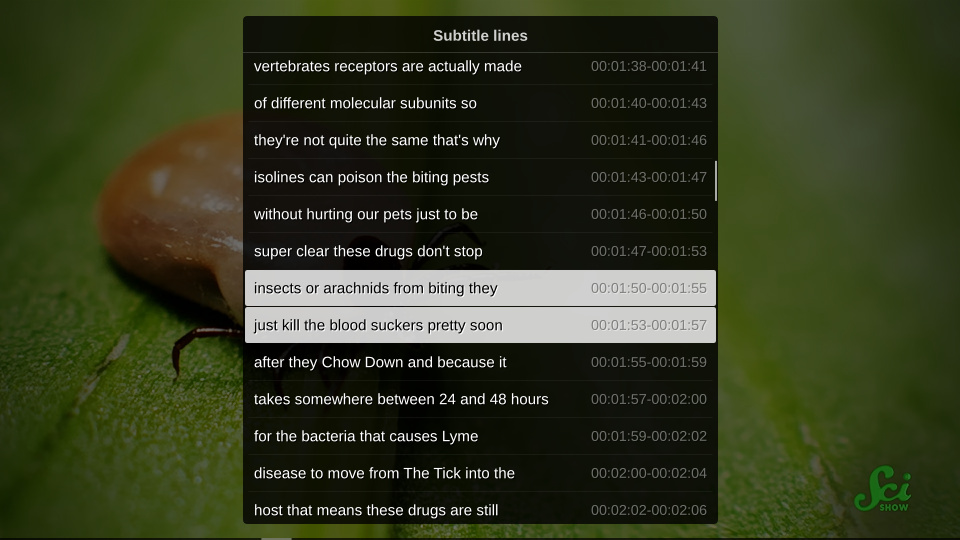 Subtitle lines
vertebrates receptors are actually made 00:01:38-00:01:41
of different molecular subunits so 00:01:40-00:01:43
they're not quite the same that's why 00:01:41-00:01:46
isolines can poison the biting pests 00:01:43-00:01:47
without hurting our pets just to be 00:01:46-00:01:50
super clear these drugs don't stop 00:01:47-00:01:53
insects or arachnids from biting they 00:01:50-00:01:55
just kill the blood suckers pretty soon 00:01:53-00:01:57
after they Chow Down and because it 00:01:55-00:01:59
takes somewhere between 24 and 48 hours 00:01:57-00:02:00
for the bacteria that causes Lyme 00:01:59-00:02:02
disease to move from The Tick into the 00:02:00-00:02:04
host that means these drugs are still 00:02:02-00:02:06
Sci
SHOW